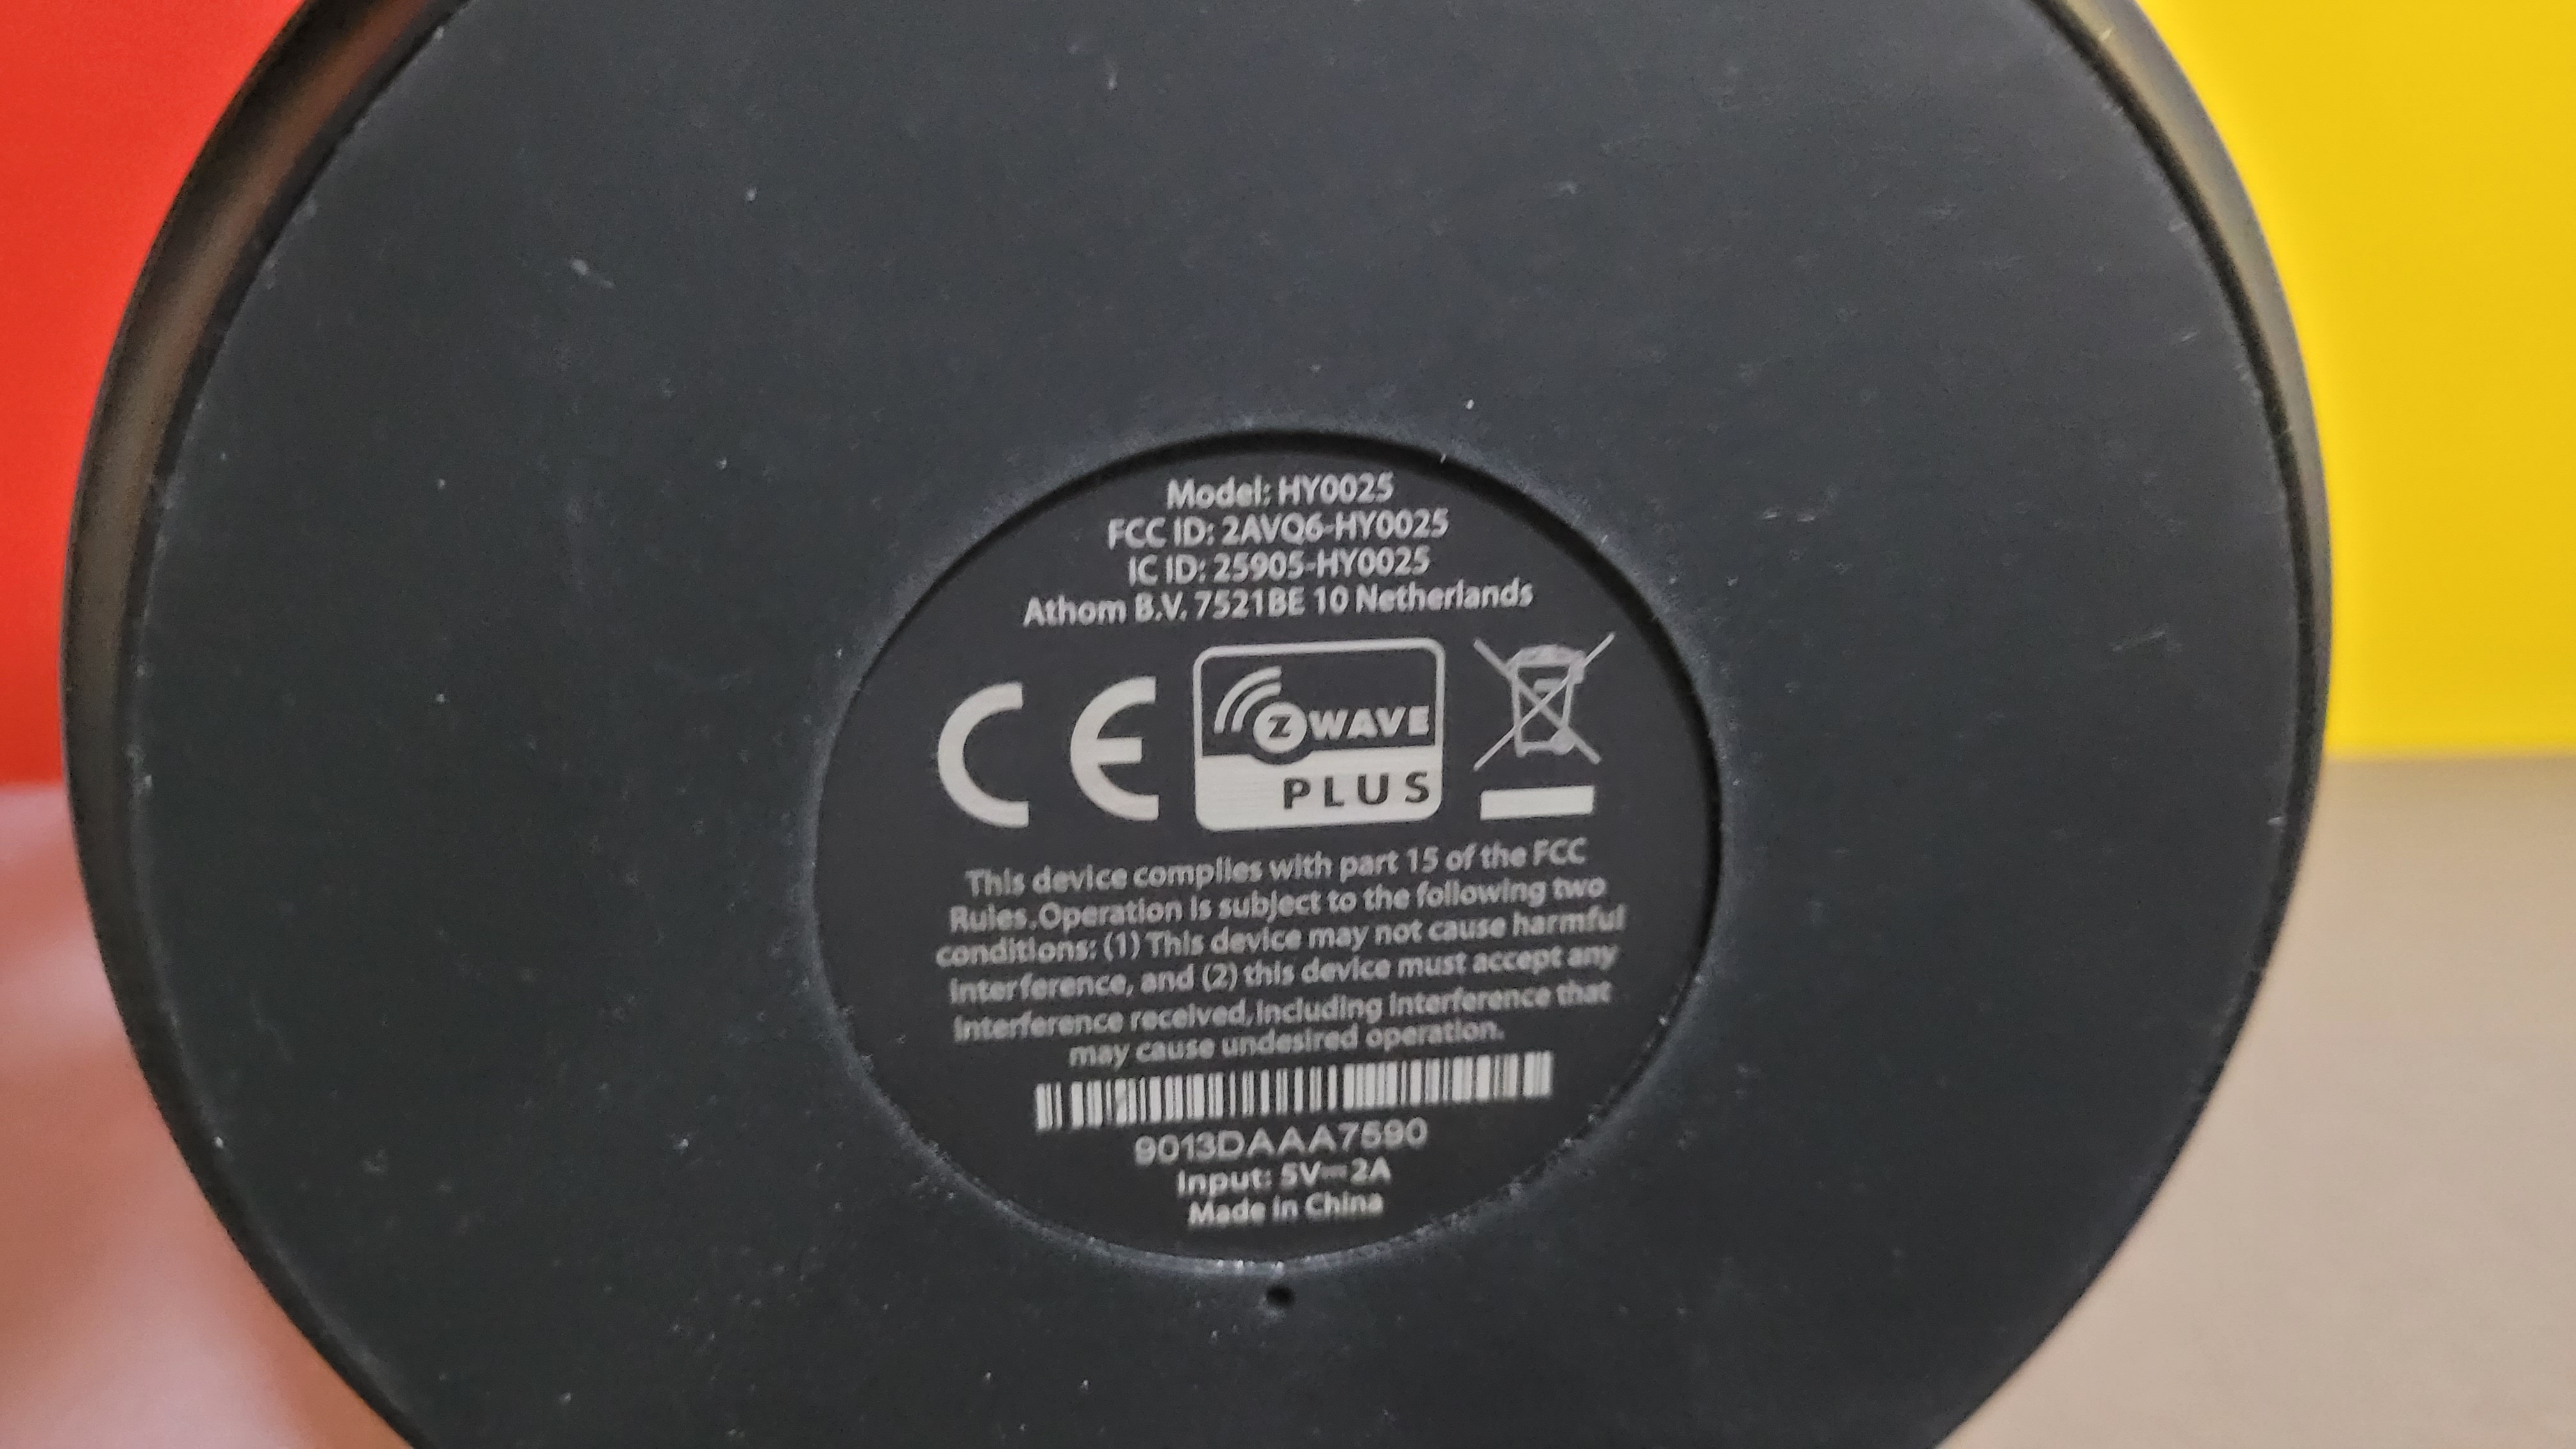 Model: HY0025
FCC ID: 2AVQ6-HY0025
IC ID: 25905-HY0025
Athom B.V. 7521BE 10 Netherlands
CE
Z WAVE
PLUS
This device complies with part 15 of the FCC
Rules.Operation is subject to the following two
conditions: (1) This device may not cause harmful
interference, and (2) this device must accept any
interference received, including interference that
may cause undesired operation.
9013DAAA7590
Input: 5V⎓2A
Made in China